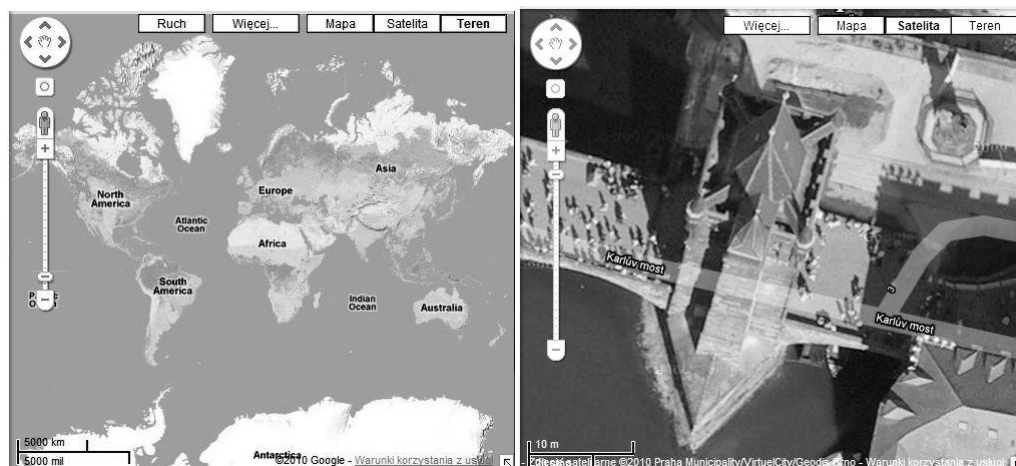 Ruch Więcej... Mapa Satelita Teren
North
America
Atlantic
Ocean
Europe
Asia
Africa
South
America
Indian
Ocean
Australia
Antarctica
5000 km
5000 mil
©2010 Google - Warunki korzystania z usługi
Więcej... Mapa Satelita Teren
Karlův most
3
Karlův most
10 m
©2010 Praha Municipality/VirtuelCity/Geodis Brno - Warunki korzystania z usługi